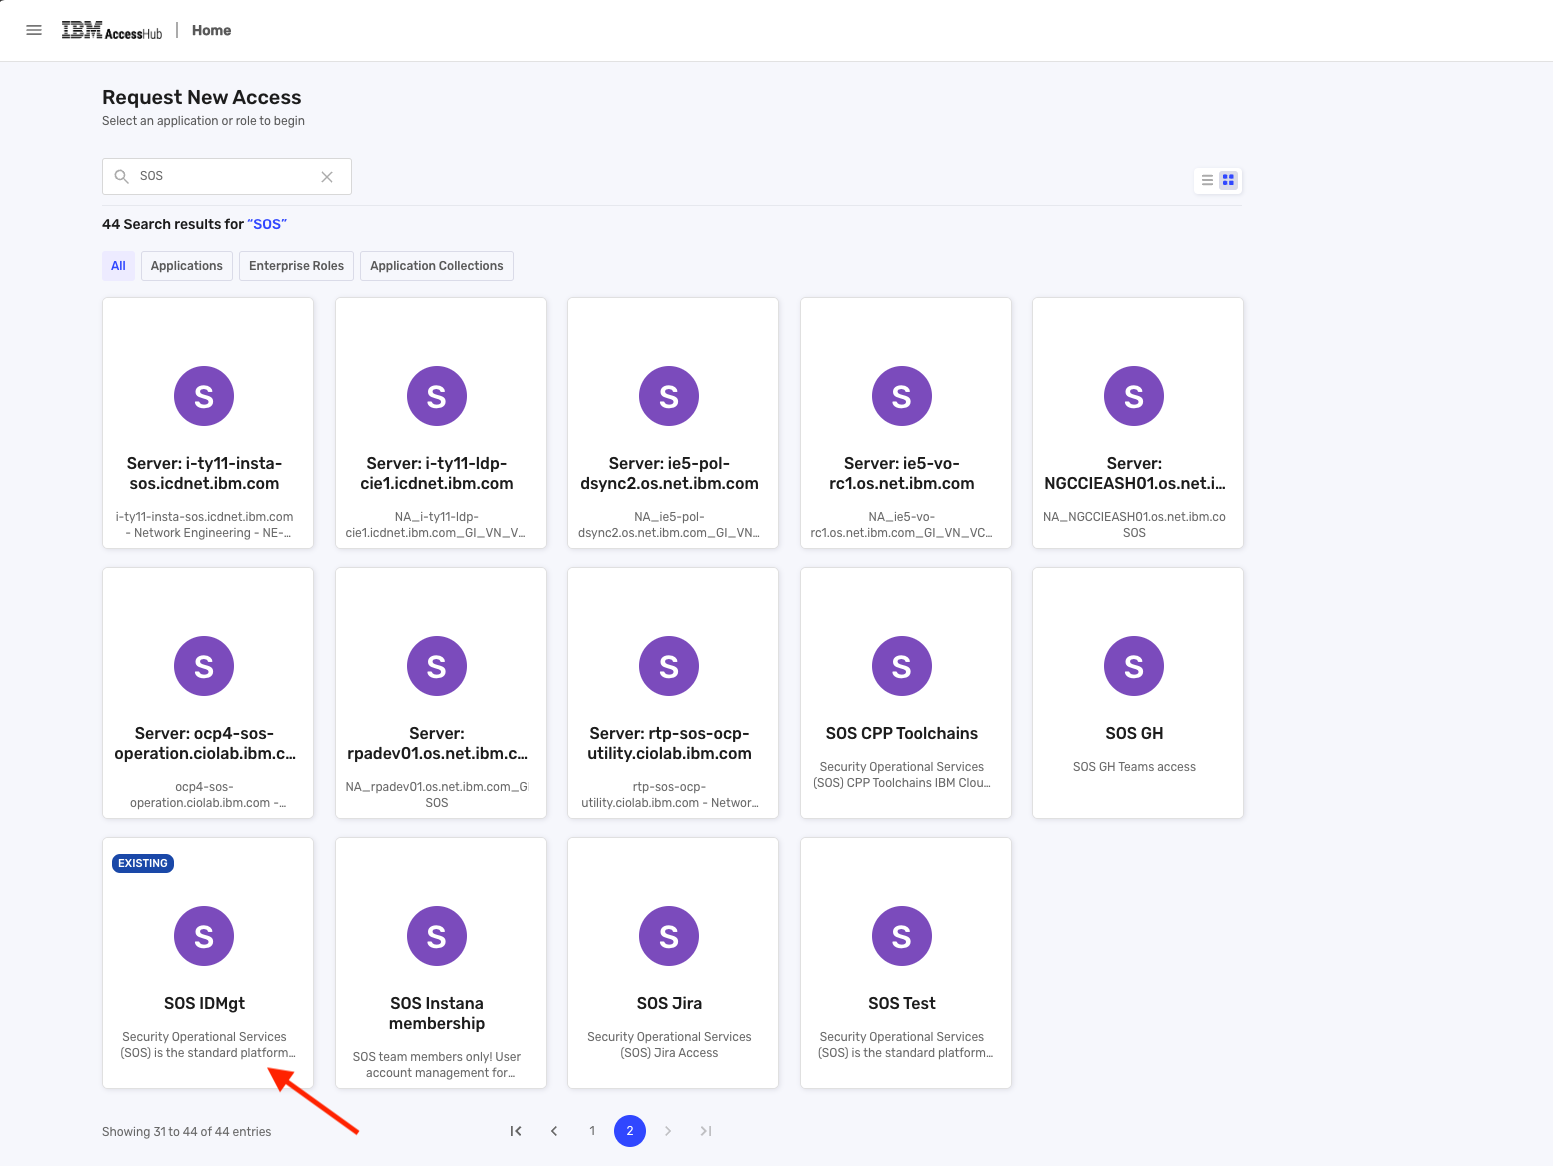 IBM AccessHub | Home
Request New Access
Select an application or role to begin
SOS
44 Search results for “SOS”
All
Applications
Enterprise Roles
Application Collections
S
Server: i-ty11-insta-
sos.icdnet.ibm.com
i-ty11-insta-sos.icdnet.ibm.com
- Network Engineering - NE-...
S
Server: i-ty11-ldp-
cie1.icdnet.ibm.com
NA_i-ty11-ldp-
cie1.icdnet.ibm.com_GI_VN_V...
S
Server: ie5-pol-
dsync2.os.net.ibm.com
NA_ie5-pol-
dsync2.os.net.ibm.com_GI_VN...
S
Server: ie5-vo-
rc1.os.net.ibm.com
NA_ie5-vo-
rc1.os.net.ibm.com_GI_VN_VC...
S
Server:
NGCCIEASH01.os.net.i...
NA_NGCCIEASH01.os.net.ibm.co
SOS
S
Server: ocp4-sos-
operation.ciolab.ibm.c...
ocp4-sos-
operation.ciolab.ibm.com -...
S
Server:
rpadev01.os.net.ibm.c...
NA_rpadev01.os.net.ibm.com_GI
SOS
S
Server: rtp-sos-ocp-
utility.ciolab.ibm.com
rtp-sos-ocp-
utility.ciolab.ibm.com - Networ...
S
SOS CPP Toolchains
Security Operational Services
(SOS) CPP Toolchains IBM Clou...
S
SOS GH
SOS GH Teams access
EXISTING
S
SOS IDMgt
Security Operational Services
(SOS) is the standard platform...
S
SOS Instana
membership
SOS team members only! User
account management for...
S
SOS Jira
Security Operational Services
(SOS) Jira Access
S
SOS Test
Security Operational Services
(SOS) is the standard platform...
Showing 31 to 44 of 44 entries
1
2